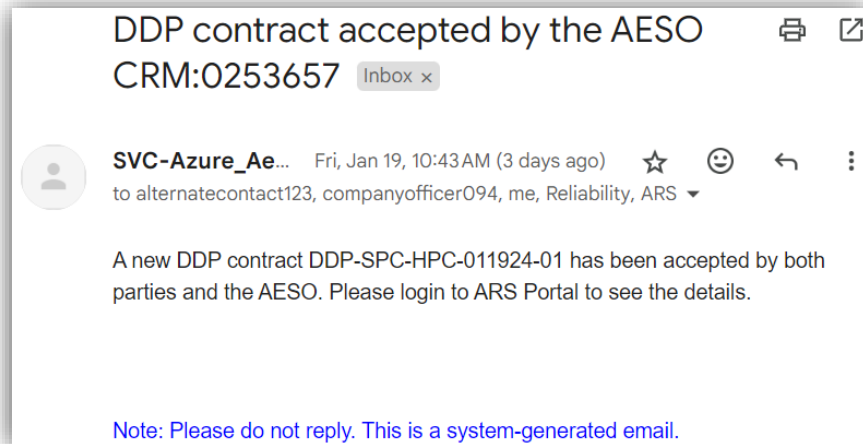 DDP contract accepted by the AESO
CRM:0253657 Inbox ×
SVC-Azure_Ae... Fri, Jan 19, 10:43 AM (3 days ago)
to alternatecontact123, companyofficer094, me, Reliability, ARS
A new DDP contract DDP-SPC-HPC-011924-01 has been accepted by both
parties and the AESO. Please login to ARS Portal to see the details.
Note: Please do not reply. This is a system-generated email.